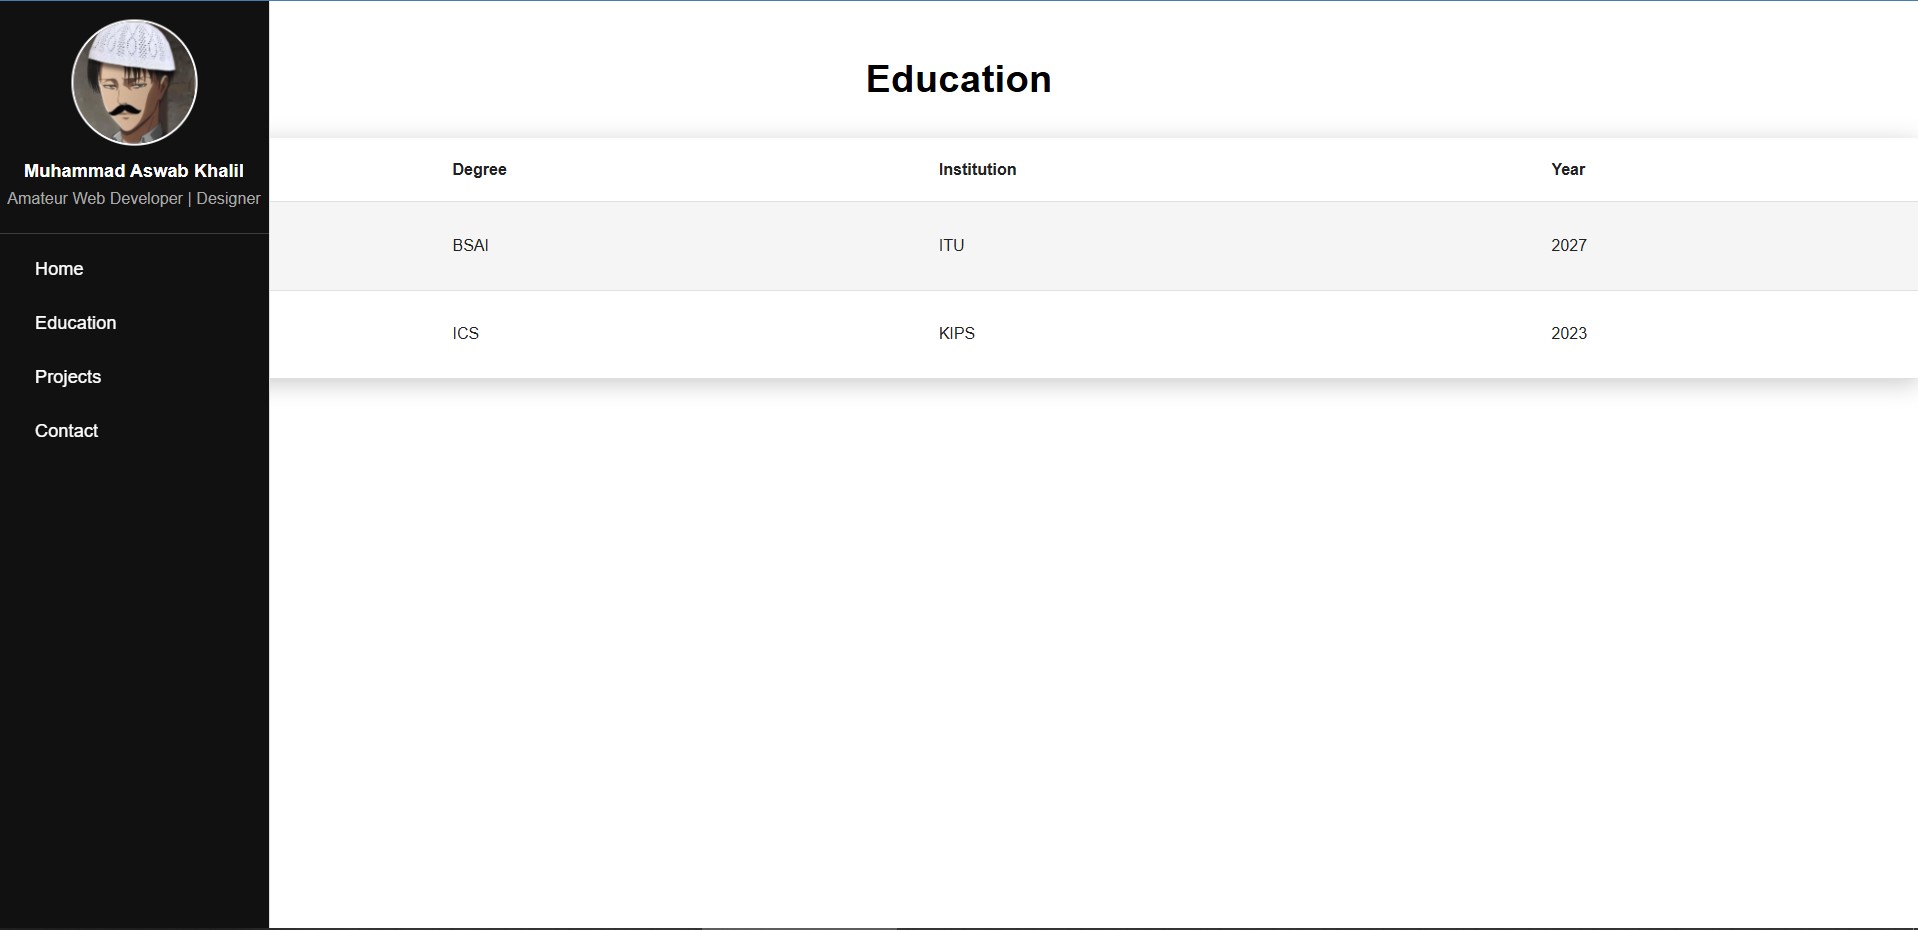 Muhammad Aswab Khalil
Amateur Web Developer | Designer
Home
Education
Projects
Contact
Education
Degree Institution Year
BSAI ITU 2027
ICS KIPS 2023